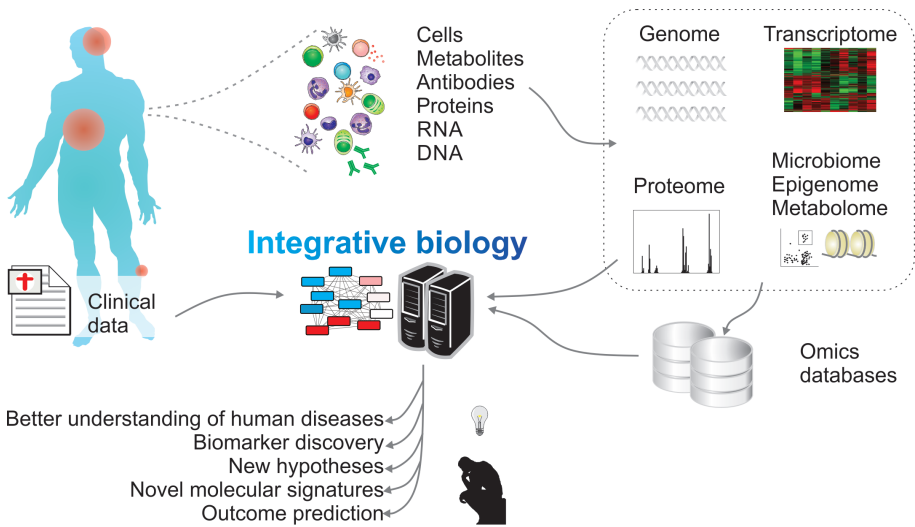 Cells
Metabolites
Antibodies
Proteins
RNA
DNA
Genome
Transcriptome
Proteome
Microbiome
Epigenome
Metabolome
Integrative biology
Clinical
data
Omics
databases
Better understanding of human diseases
Biomarker discovery
New hypotheses
Novel molecular signatures
Outcome prediction